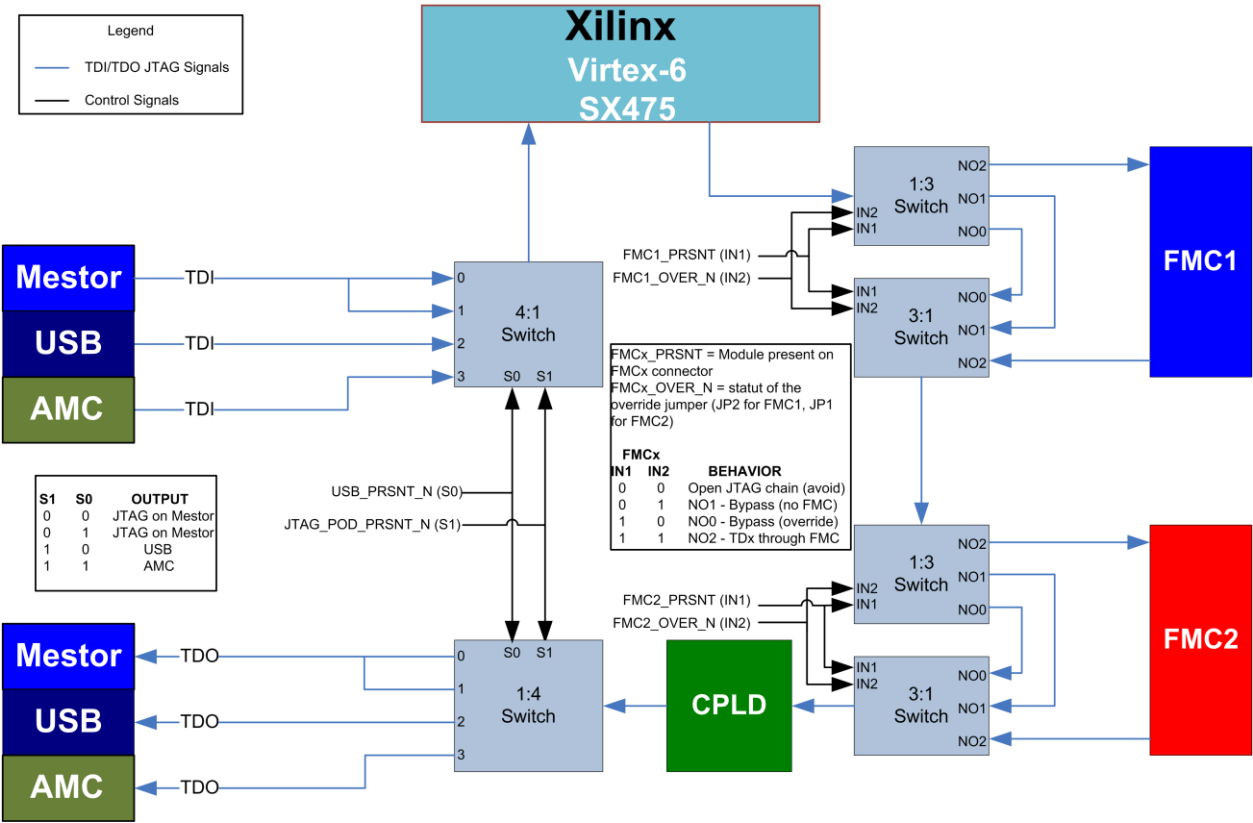 Legend
TDI/TDO JTAG Signals
Control Signals
Xilinx
Virtex-6
SX475
1:3
Switch
NO2
NO1
NO0
IN2
IN1
FMC1_PRSNT (IN1)
FMC1_OVER_N (IN2)
IN1
IN2
3:1
Switch
NO0
NO1
NO2
FMC1
Mestor
USB
AMC
TDI
TDI
TDI
0
1
2
3
4:1
Switch
S0 S1
FMCx_PRSNT = Module present on
FMCx connector
FMCx_OVER_N = statut of the
override jumper (JP2 for FMC1, JP1
for FMC2)
FMCx
IN1 IN2 BEHAVIOR
0 0 Open JTAG chain (avoid)
0 1 NO1 - Bypass (no FMC)
1 0 NO0 - Bypass (override)
1 1 NO2 - TDx through FMC
S1 S0 OUTPUT
0 0 JTAG on Mestor
0 1 JTAG on Mestor
1 0 USB
1 1 AMC
USB_PRSNT_N (S0)
JTAG_POD_PRSNT_N (S1)
1:3
Switch
NO2
NO1
NO0
IN2
IN1
FMC2_PRSNT (IN1)
FMC2_OVER_N (IN2)
IN1
IN2
3:1
Switch
NO0
NO1
NO2
FMC2
CPLD
S0 S1
0
1
2
3
1:4
Switch
TDO
TDO
TDO
Mestor
USB
AMC